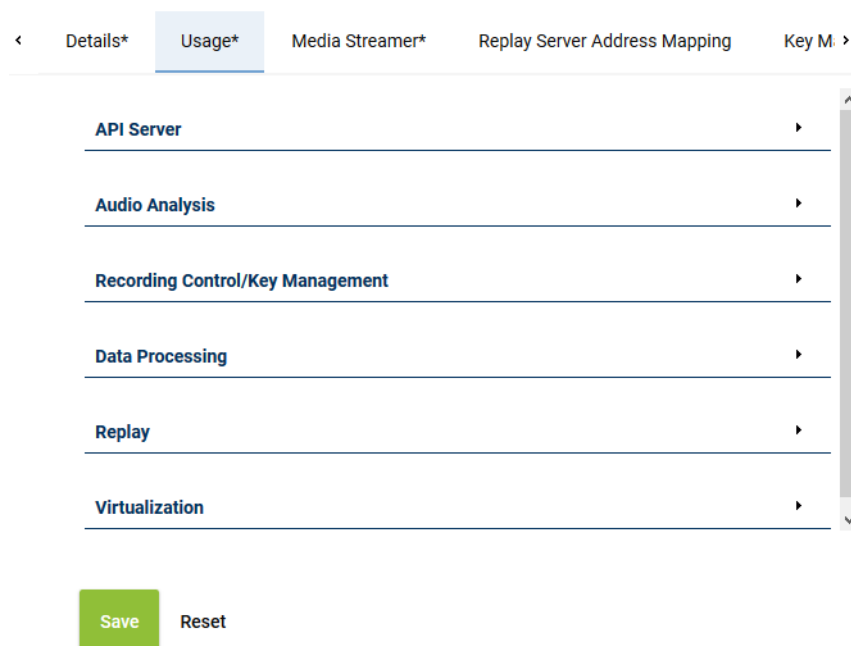 Details* Usage* Media Streamer* Replay Server Address Mapping Key M
API Server
Audio Analysis
Recording Control/Key Management
Data Processing
Replay
Virtualization
Save Reset